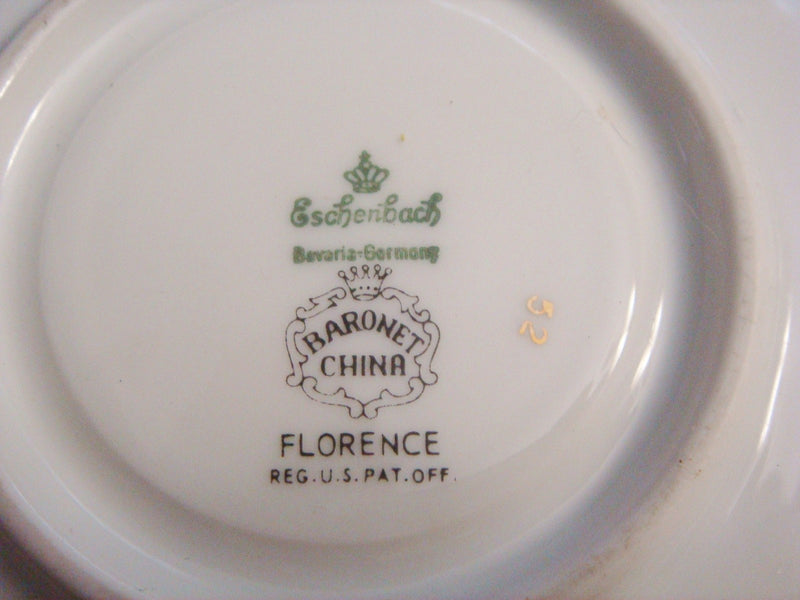 Eschenbach
Bavaria-Germany
BARONET
CHINA
FLORENCE
REG.U.S.PAT.OFF.
52